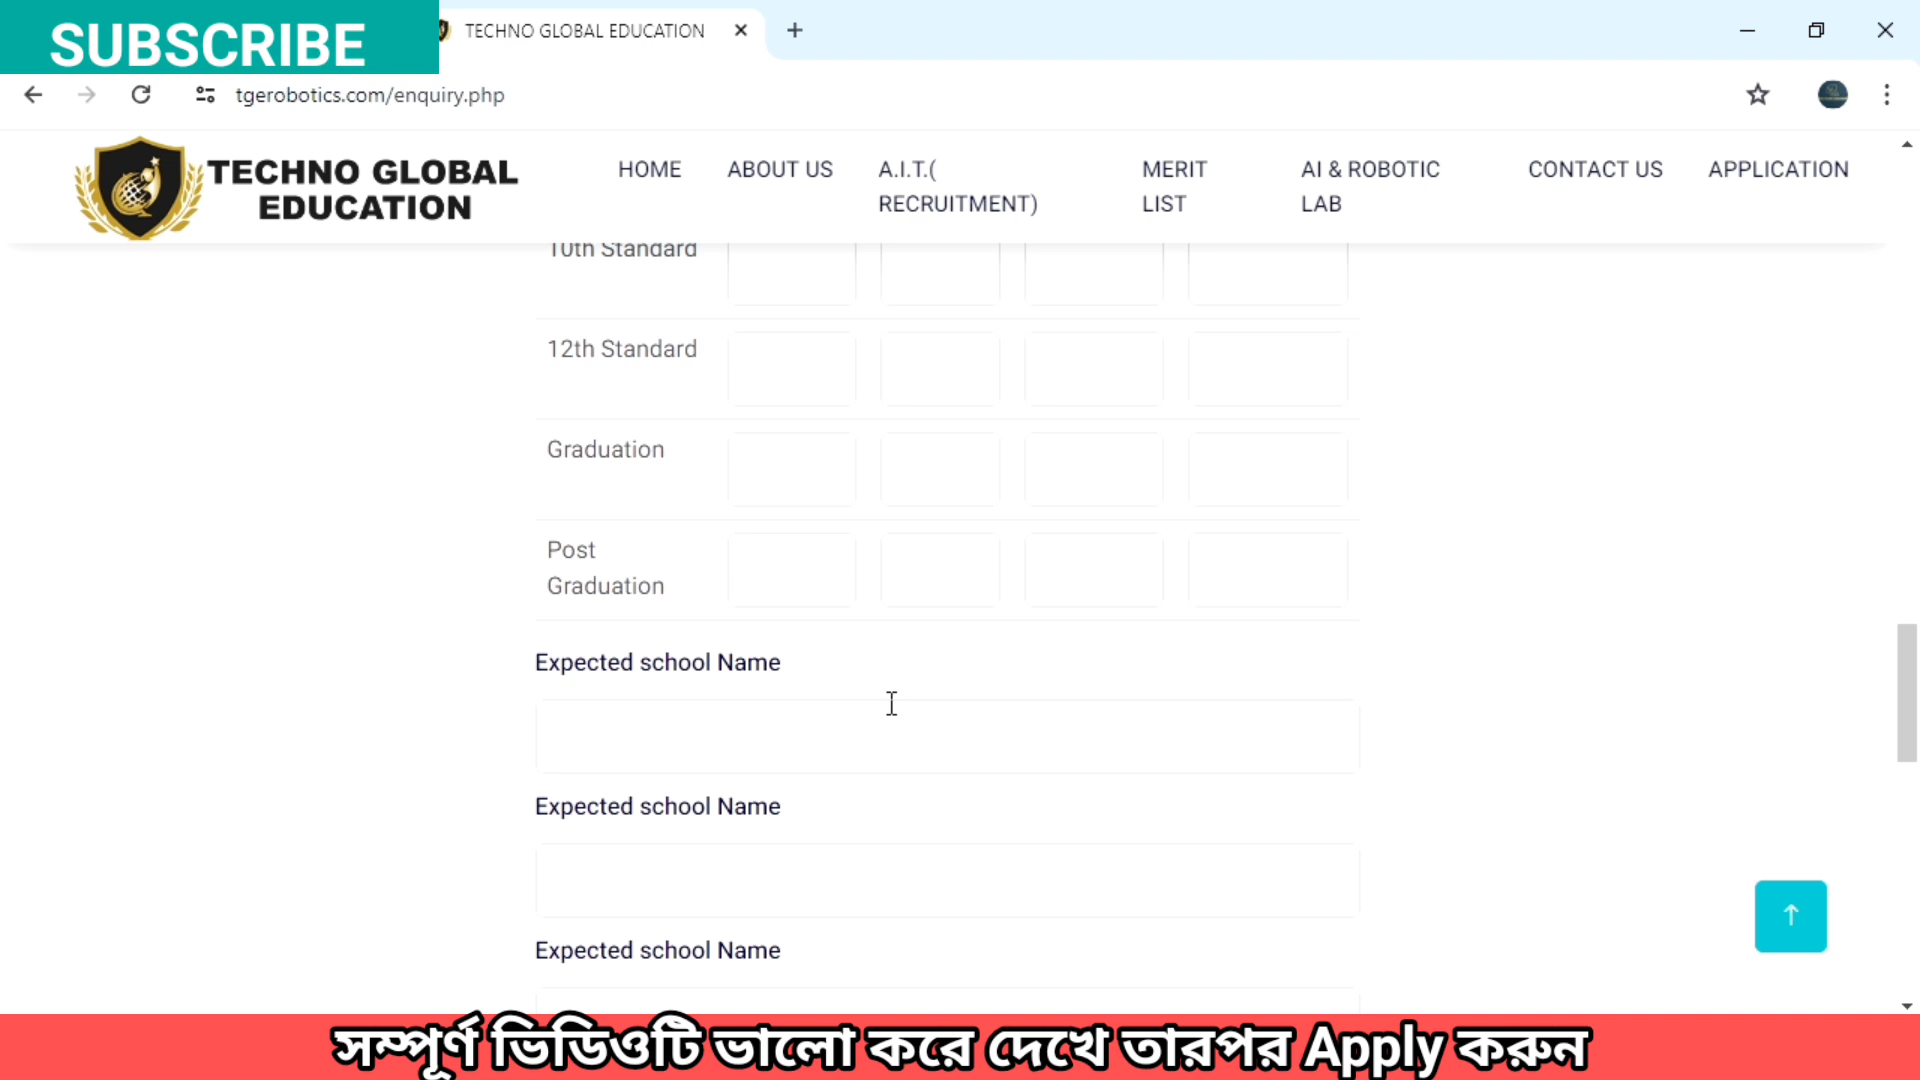 SUBSCRIBE
TECHNO GLOBAL EDUCATION
tgerobotics.com/enquiry.php
TECHNO GLOBAL
EDUCATION
HOME
ABOUT US
A.I.T.(
RECRUITMENT)
MERIT
LIST
AI & ROBOTIC
LAB
CONTACT US
APPLICATION
10th Standard
12th Standard
Graduation
Post
Graduation
Expected school Name
Expected school Name
Expected school Name
সম্পূর্ণ ভিডিওটি ভালো করে দেখে তারপর Apply করুন